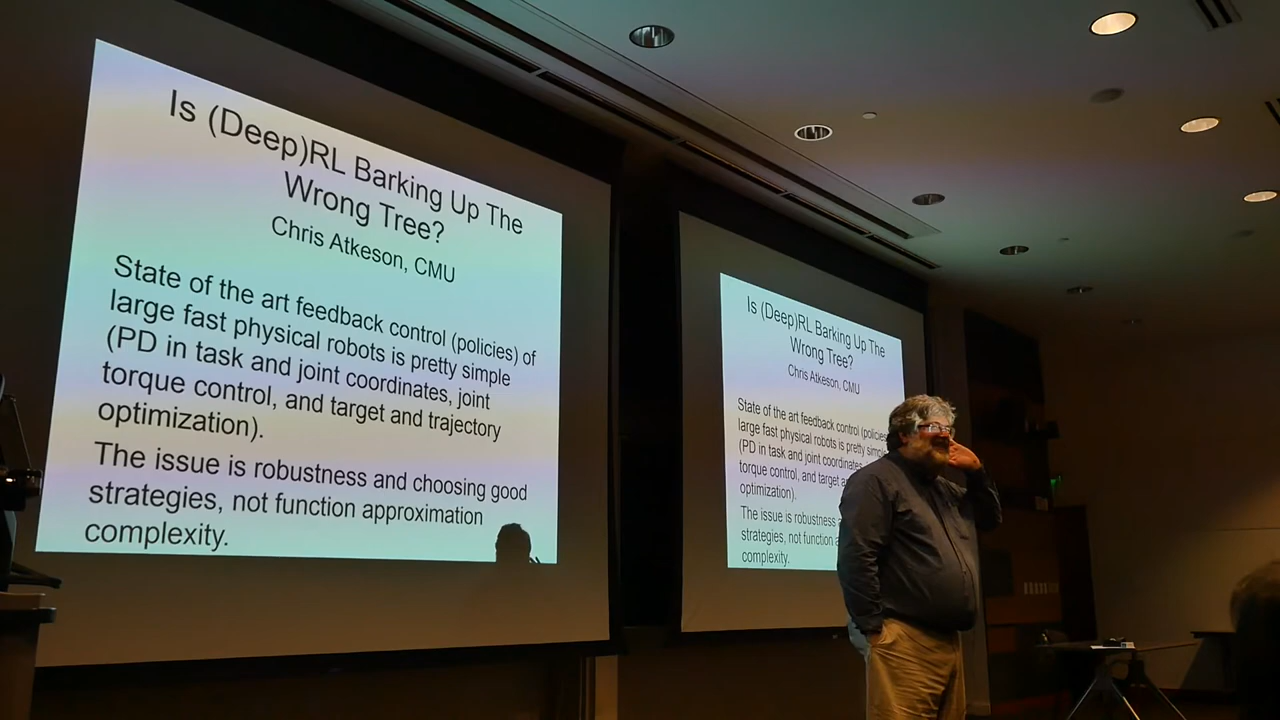 Is (Deep)RL Barking Up The
Wrong Tree?
Chris Atkeson, CMU
State of the art feedback control (policies) of
large fast physical robots is pretty simple
(PD in task and joint coordinates, joint
torque control, and target and trajectory
optimization).
The issue is robustness and choosing good
strategies, not function approximation
complexity.
Is (Deep)RL Barking Up The
Wrong Tree?
Chris Atkeson, CMU
State of the art feedback control (policies
large fast physical robots is pretty simple
(PD in task and joint coordinates
torque control, and target a
optimization).
The issue is robustness
strategies, not function a
complexity.